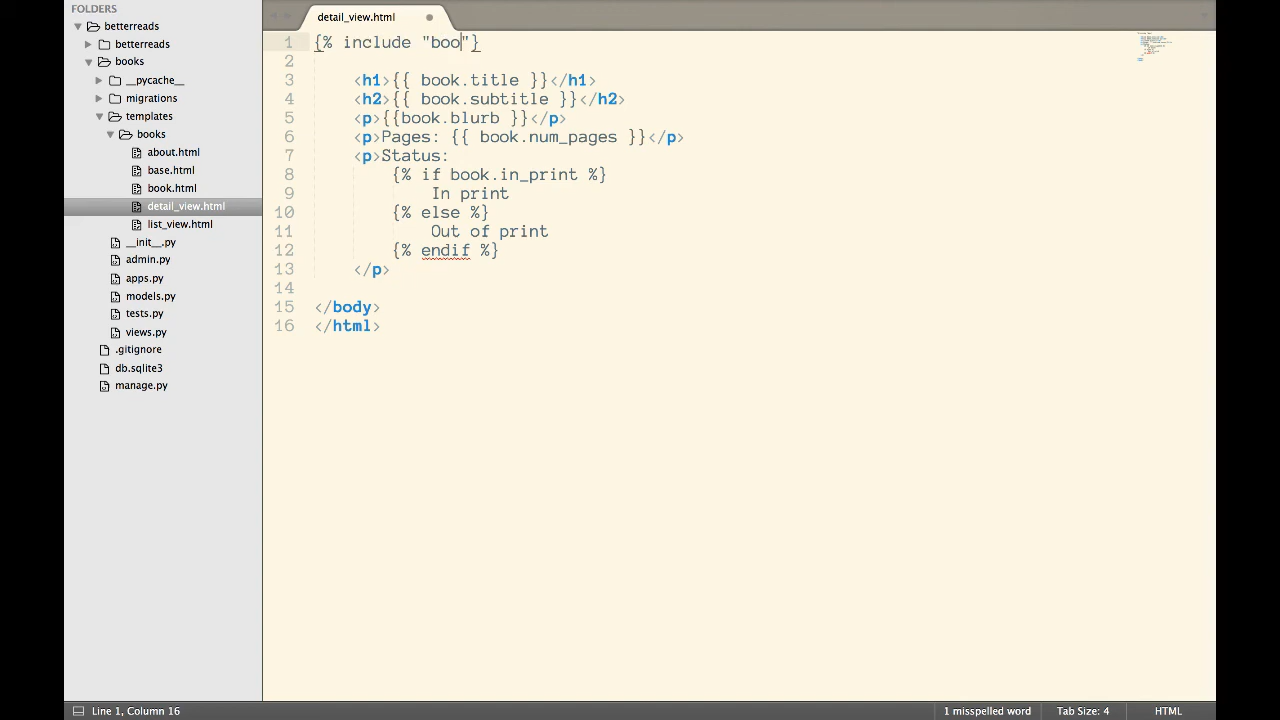 FOLDERS
betterreads
betterreads
books
__pycache__
migrations
templates
books
about.html
base.html
book.html
detail_view.html
list_view.html
__init__.py
admin.py
apps.py
models.py
tests.py
views.py
.gitignore
db.sqlite3
manage.py
detail_view.html
1 {% include "boo"}
2
3 <h1>{{ book.title }}</h1>
4 <h2>{{ book.subtitle }}</h2>
5 <p>{{book.blurb }}</p>
6 <p>Pages: {{ book.num_pages }}</p>
7 <p>Status:
8 {% if book.in_print %}
9 In print
10 {% else %}
11 Out of print
12 {% endif %}
13 </p>
14
15 </body>
16 </html>
Line 1, Column 16
1 misspelled word
Tab Size: 4
HTML